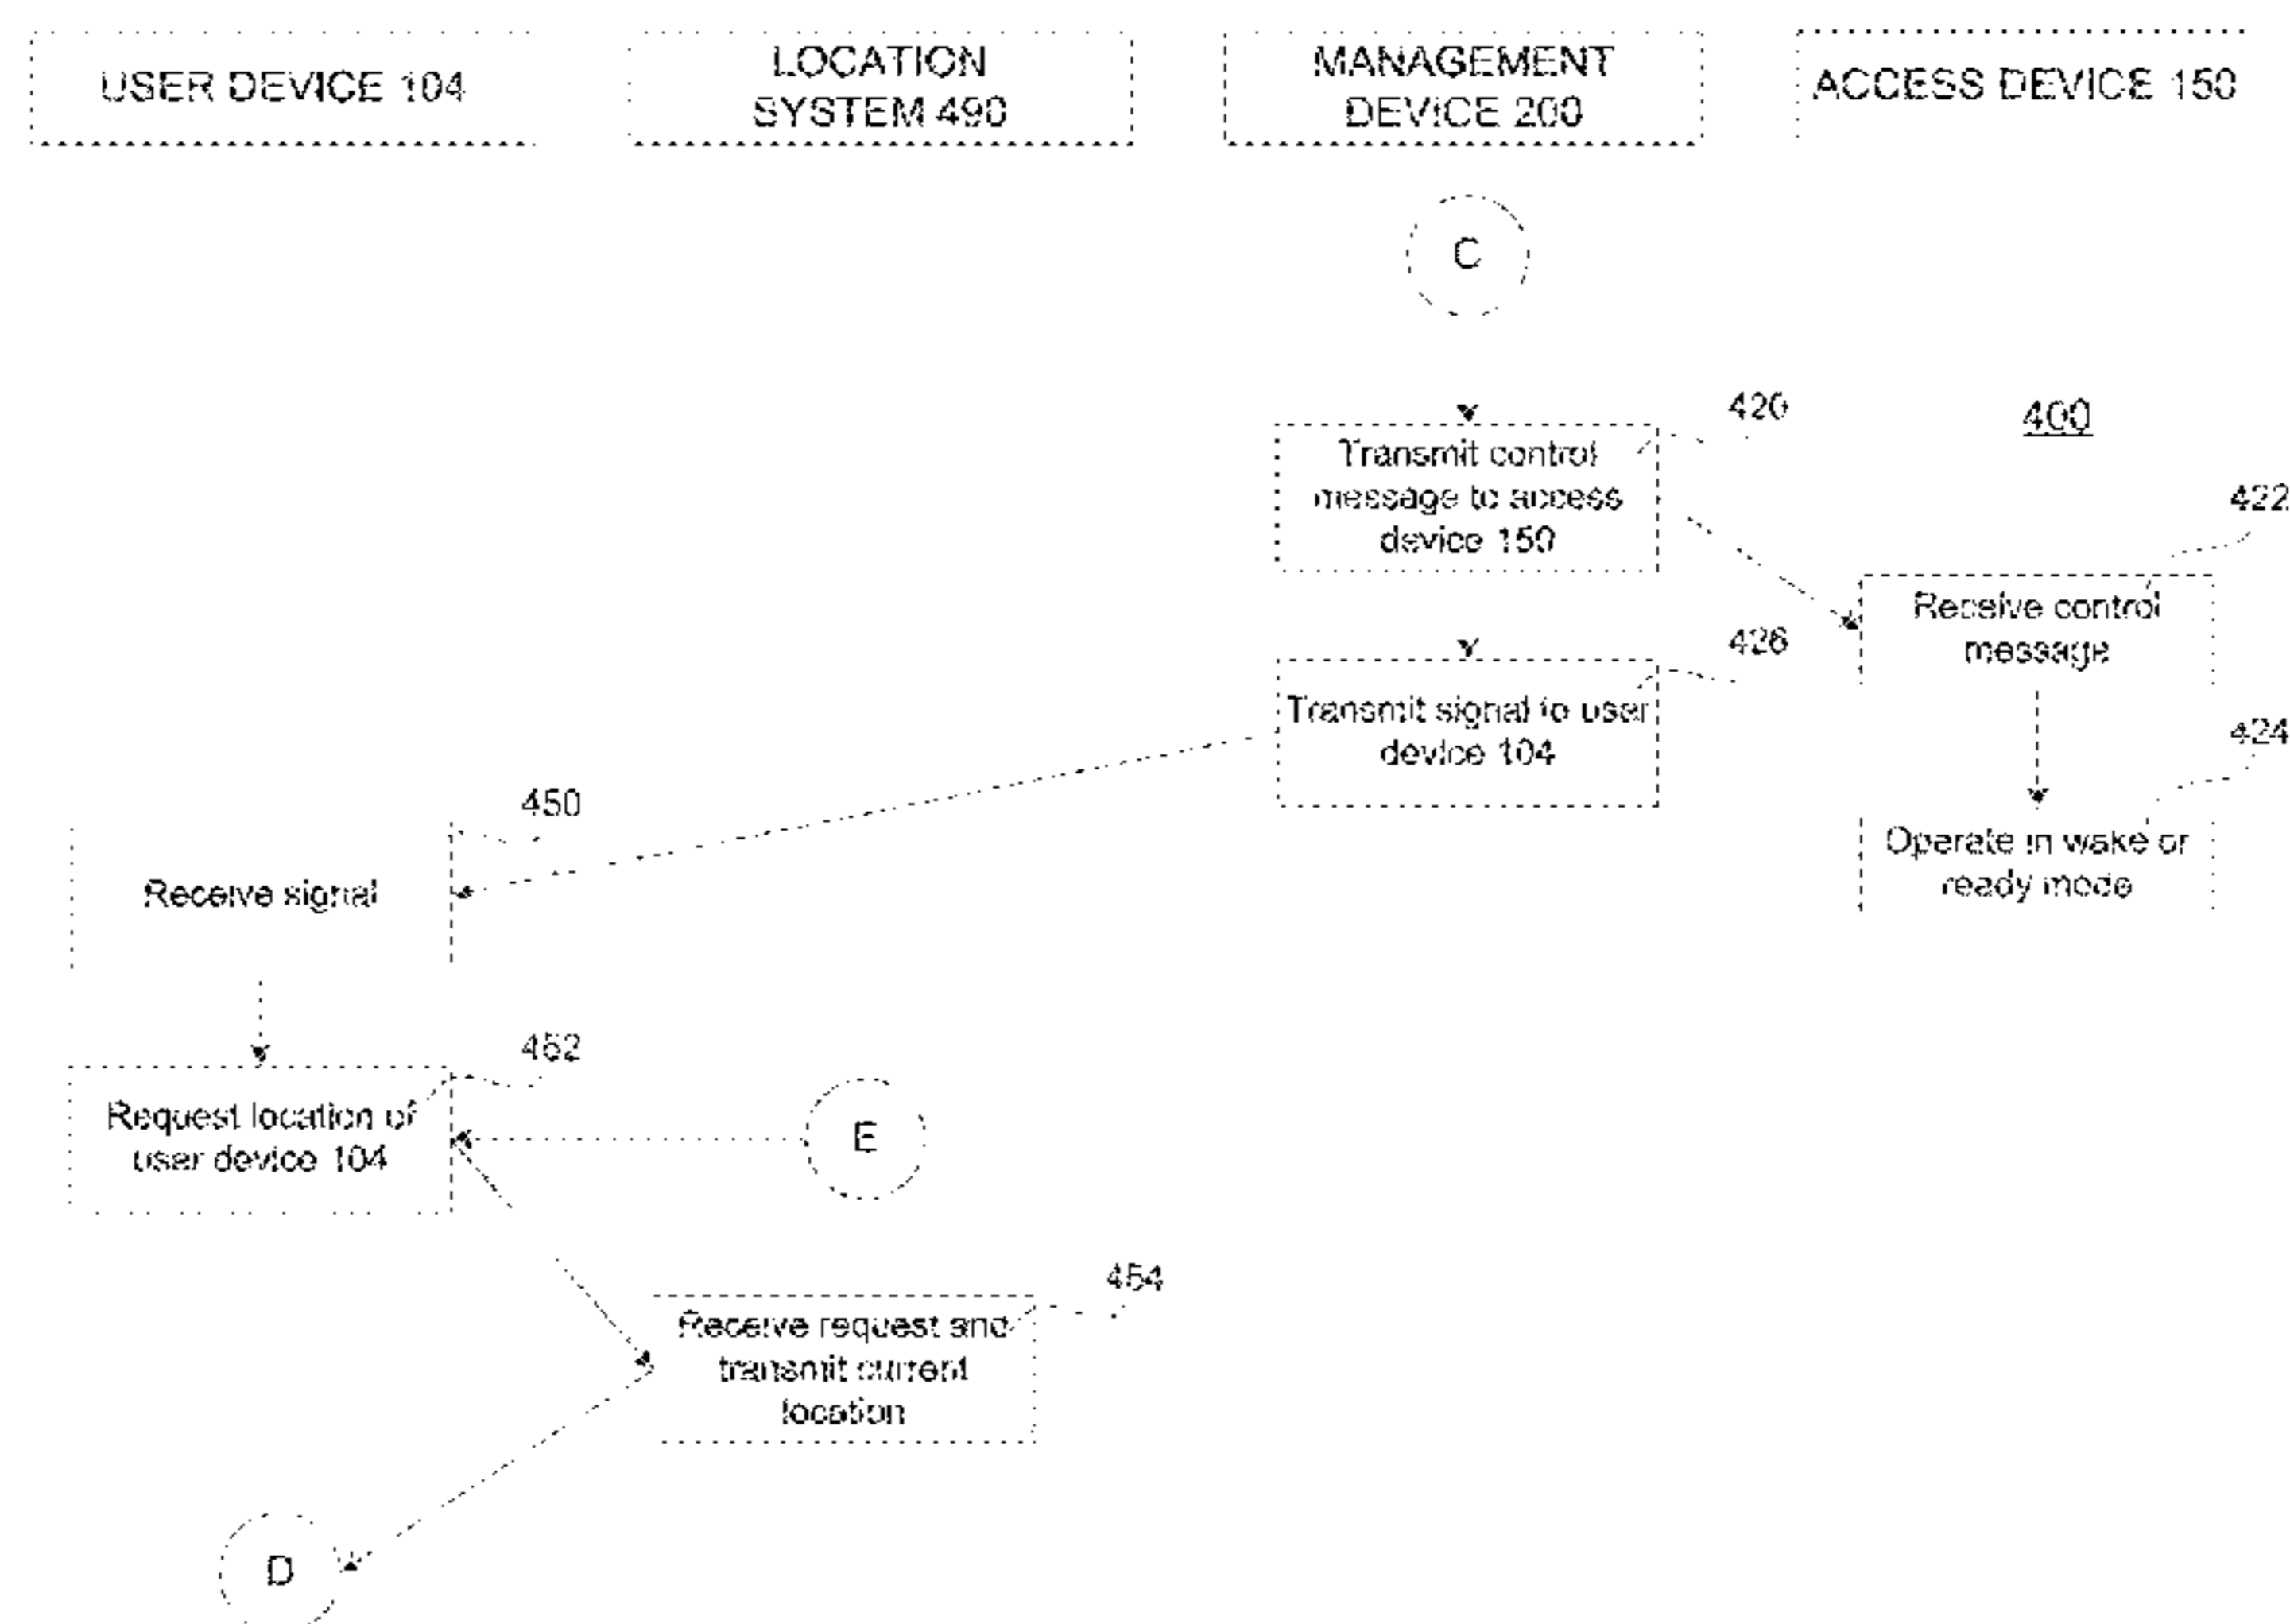 USER DEVICE 104
LOCATION
SYSTEM 490
MANAGEMENT
DEVICE 200
ACCESS DEVICE 150
C
420
400
Transmit control
message to access
device 150
422
Receive control
message
426
Transmit signal to user
device 104
424
Operate in wake or
ready mode
450
Receive signal
452
Request location of
user device 104
E
454
Receive request and
transmit current
location
D